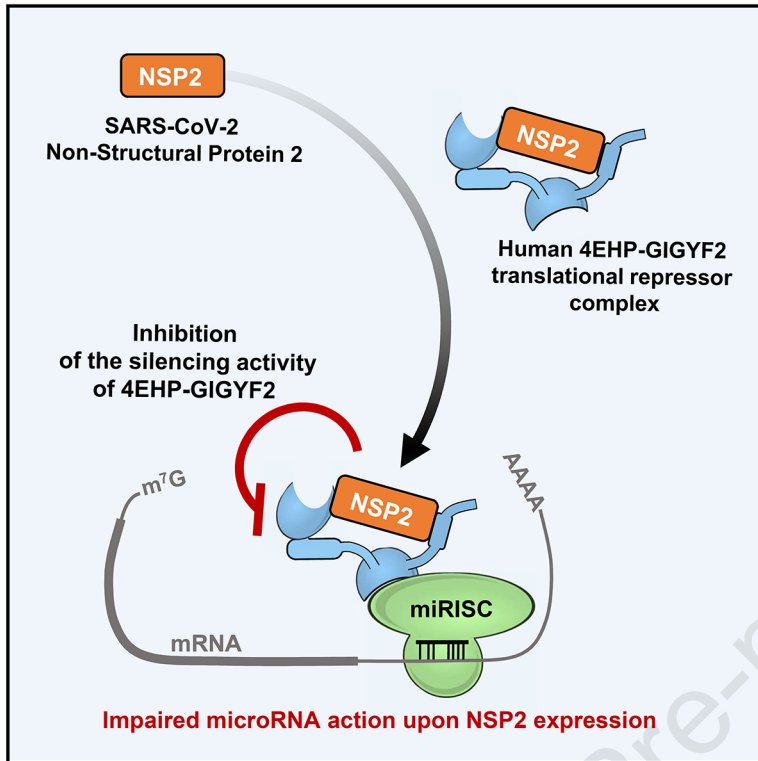 NSP2
SARS-CoV-2
Non-Structural Protein 2
NSP2
Human 4EHP-GIGYF2
translational repressor
complex
Inhibition
of the silencing activity
of 4EHP-GIGYF2
m⁷G
NSP2
AAAA
miRISC
mRNA
Impaired microRNA action upon NSP2 expression